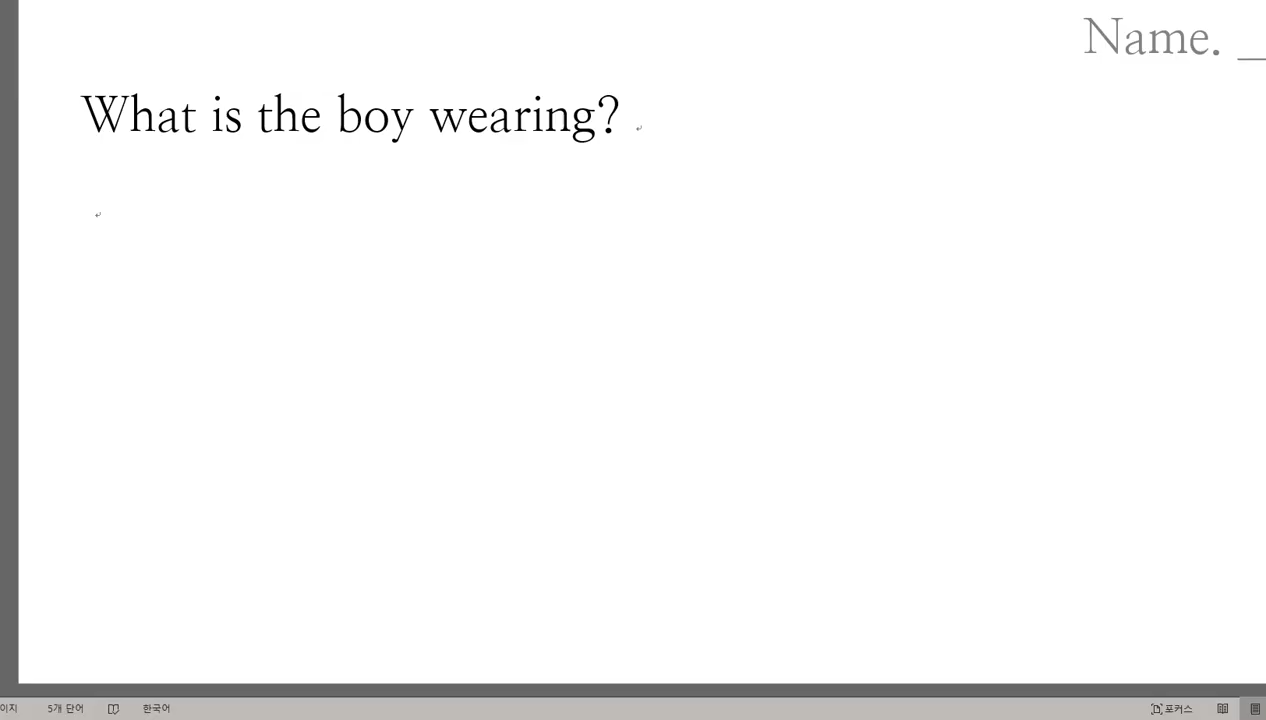 Name. _
What is the boy wearing?
이지 5개 단어 한국어 포커스